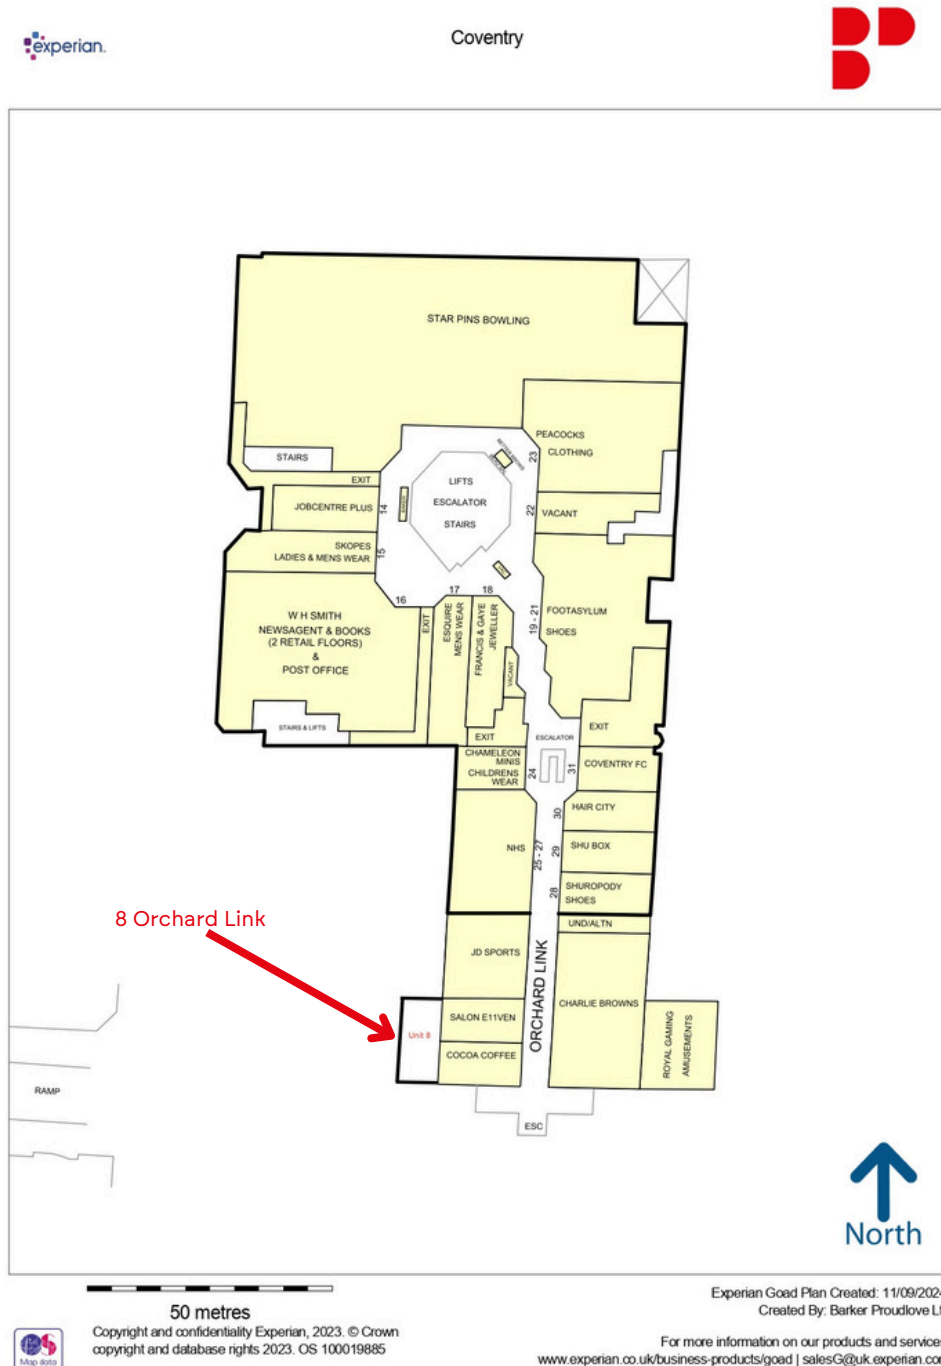 experian.
Coventry
STAR PINS BOWLING
PEACOCKS
CLOTHING
23
STAIRS
EXIT
LIFTS
ESCALATOR
STAIRS
JOBCENTRE PLUS
14
22
VACANT
SKOPES
LADIES & MENS WEAR
15
16
17
18
19 - 21
FOOTASYLUM
SHOES
W H SMITH
NEWSAGENT & BOOKS
(2 RETAIL FLOORS)
&
POST OFFICE
EXIT
ESQUIRE
MENS WEAR
FRANCIS & GAYE
JEWELLER
VACANT
STAIRS & LIFTS
EXIT
ESCALATOR
EXIT
CHAMELEON
MINIS
CHILDRENS
WEAR
24
31
COVENTRY FC
30
HAIR CITY
NHS
25 - 27
29
SHU BOX
28
SHUROPODY
SHOES
8 Orchard Link
UND/ALTN
JD SPORTS
ORCHARD LINK
CHARLIE BROWNS
SALON E11VEN
Unit 8
COCOA COFFEE
ROYAL GAMING
AMUSEMENTS
RAMP
ESC
North
50 metres
Experian Goad Plan Created: 11/09/2024
Created By: Barker Proudlove Lt
Copyright and confidentiality Experian, 2023. © Crown
copyright and database rights 2023. OS 100019885
For more information on our products and service
www.experian.co.uk/business-products/goad | salesG@uk.experian.con
OS
Map data